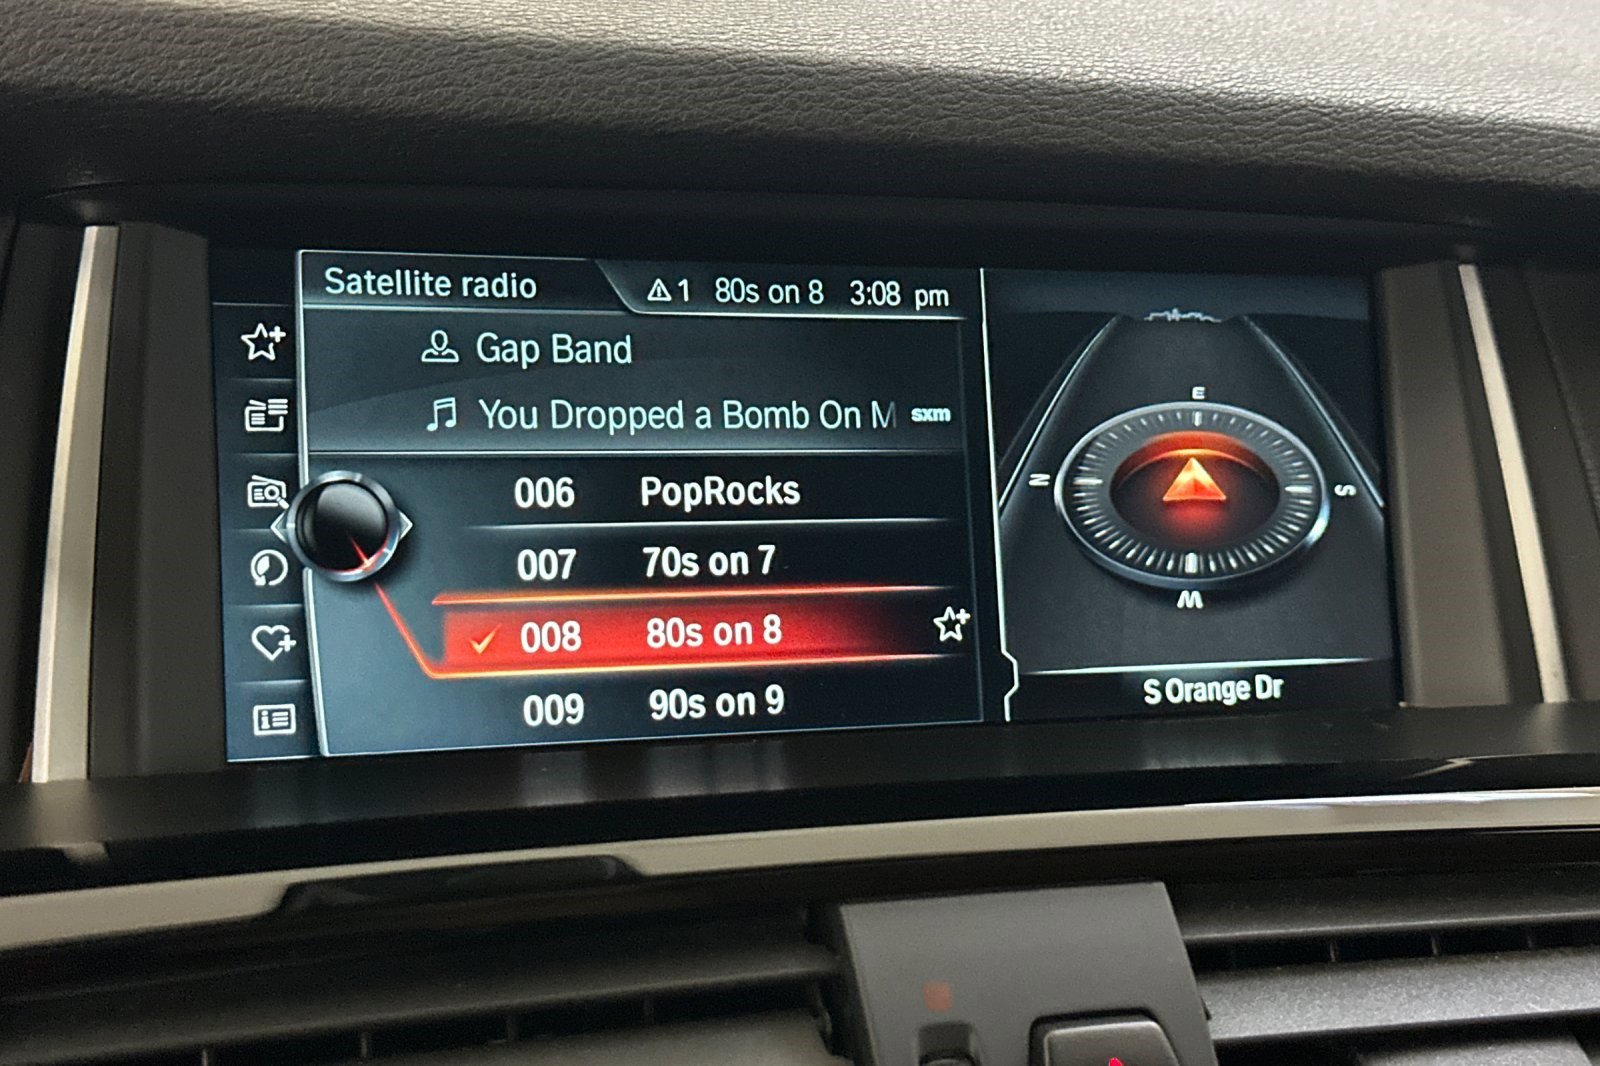 Satellite radio
1 80s on 8 3:08 pm
Gap Band
You Dropped a Bomb On M sxm
006 PopRocks
007 70s on 7
008 80s on 8
009 90s on 9
E
N
S
W
S Orange Dr